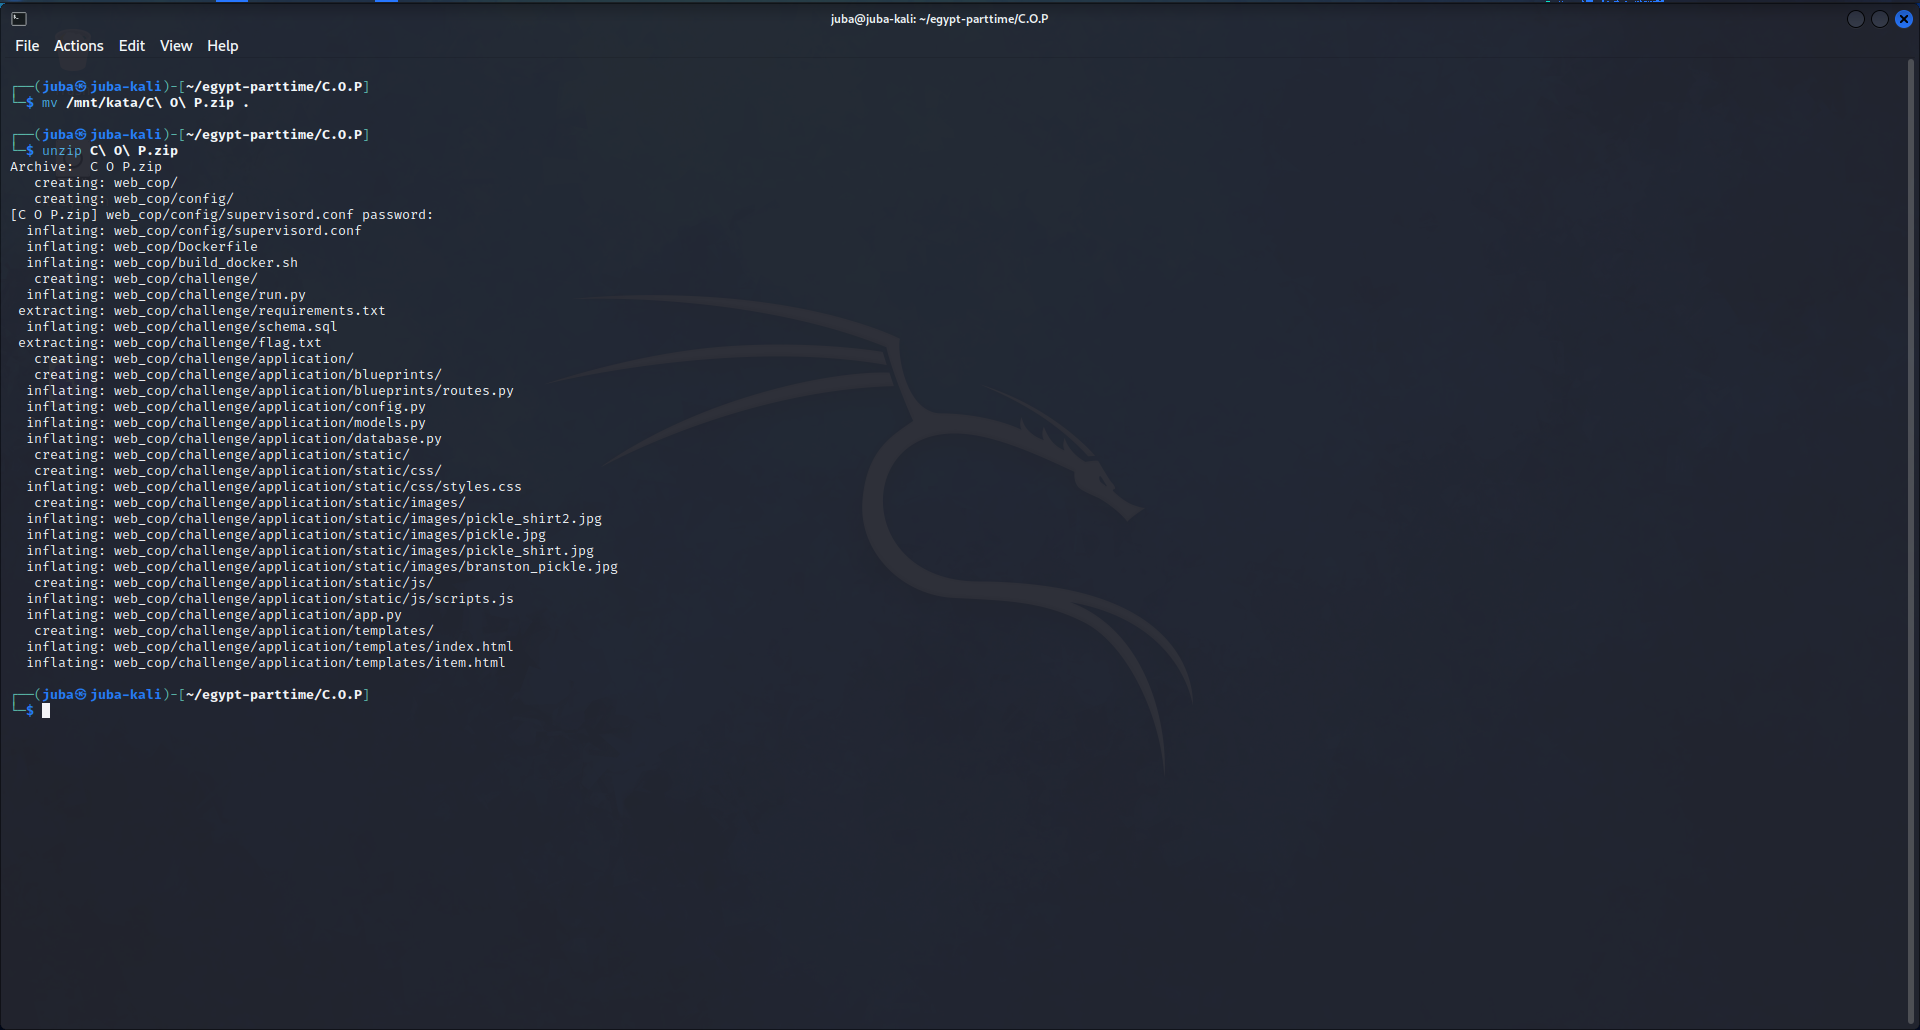 juba@juba-kali: ~/egypt-parttime/C.O.P
File Actions Edit View Help
┌──(juba㉿juba-kali)-[~/egypt-parttime/C.O.P]
└─$ mv /mnt/kata/C\ O\ P.zip .
┌──(juba㉿juba-kali)-[~/egypt-parttime/C.O.P]
└─$ unzip C\ O\ P.zip
Archive:  C O P.zip
   creating: web_cop/
   creating: web_cop/config/
[C O P.zip] web_cop/config/supervisord.conf password:
  inflating: web_cop/config/supervisord.conf
  inflating: web_cop/Dockerfile
  inflating: web_cop/build_docker.sh
   creating: web_cop/challenge/
  inflating: web_cop/challenge/run.py
 extracting: web_cop/challenge/requirements.txt
  inflating: web_cop/challenge/schema.sql
 extracting: web_cop/challenge/flag.txt
   creating: web_cop/challenge/application/
   creating: web_cop/challenge/application/blueprints/
  inflating: web_cop/challenge/application/blueprints/routes.py
  inflating: web_cop/challenge/application/config.py
  inflating: web_cop/challenge/application/models.py
  inflating: web_cop/challenge/application/database.py
   creating: web_cop/challenge/application/static/
   creating: web_cop/challenge/application/static/css/
  inflating: web_cop/challenge/application/static/css/styles.css
   creating: web_cop/challenge/application/static/images/
  inflating: web_cop/challenge/application/static/images/pickle_shirt2.jpg
  inflating: web_cop/challenge/application/static/images/pickle.jpg
  inflating: web_cop/challenge/application/static/images/pickle_shirt.jpg
  inflating: web_cop/challenge/application/static/images/branston_pickle.jpg
   creating: web_cop/challenge/application/static/js/
  inflating: web_cop/challenge/application/static/js/scripts.js
  inflating: web_cop/challenge/application/app.py
   creating: web_cop/challenge/application/templates/
  inflating: web_cop/challenge/application/templates/index.html
  inflating: web_cop/challenge/application/templates/item.html
┌──(juba㉿juba-kali)-[~/egypt-parttime/C.O.P]
└─$